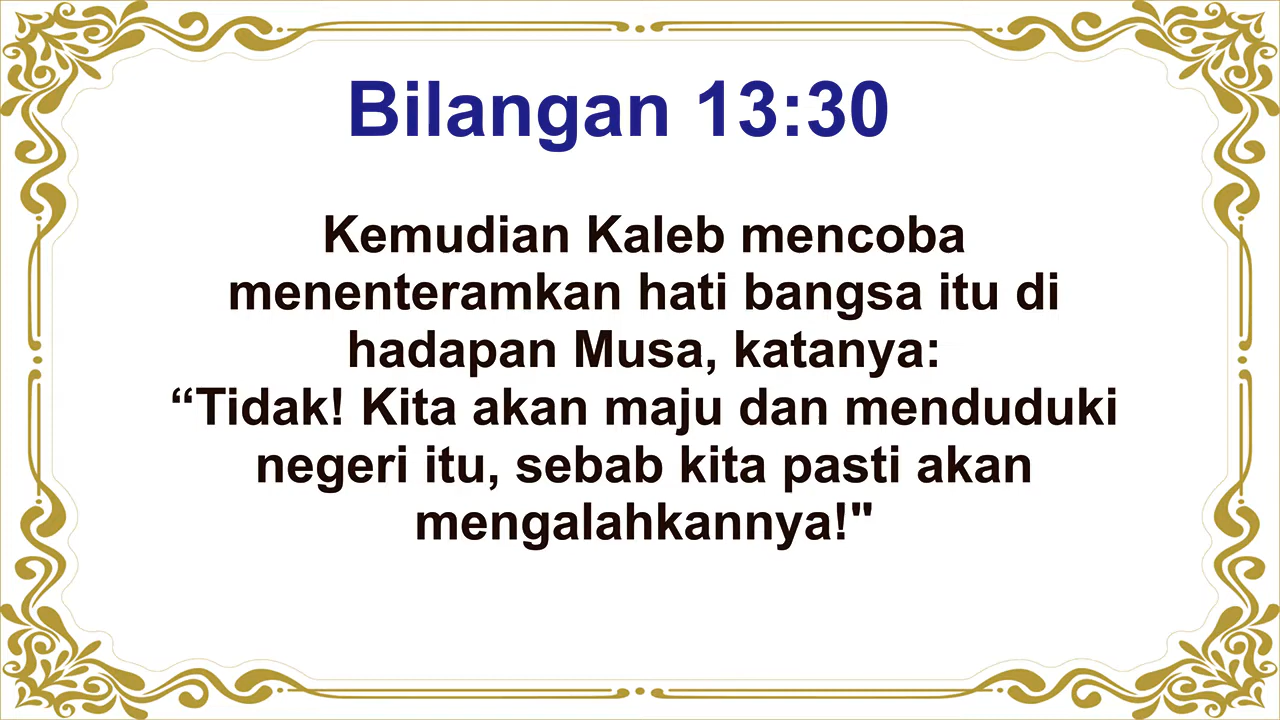 Bilangan 13:30
Kemudian Kaleb mencoba
menenteramkan hati bangsa itu di
hadapan Musa, katanya:
“Tidak! Kita akan maju dan menduduki
negeri itu, sebab kita pasti akan
mengalahkannya!"